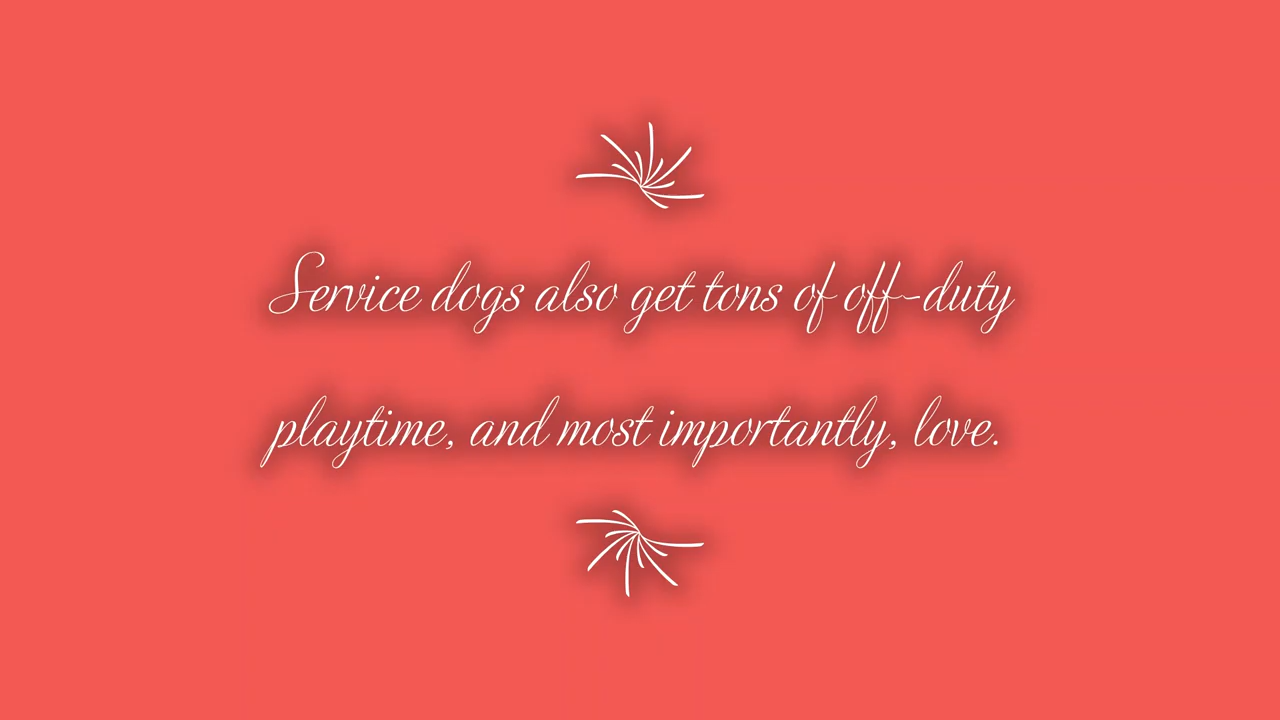 Service dogs also get tons of off-duty
playtime, and most importantly, love.